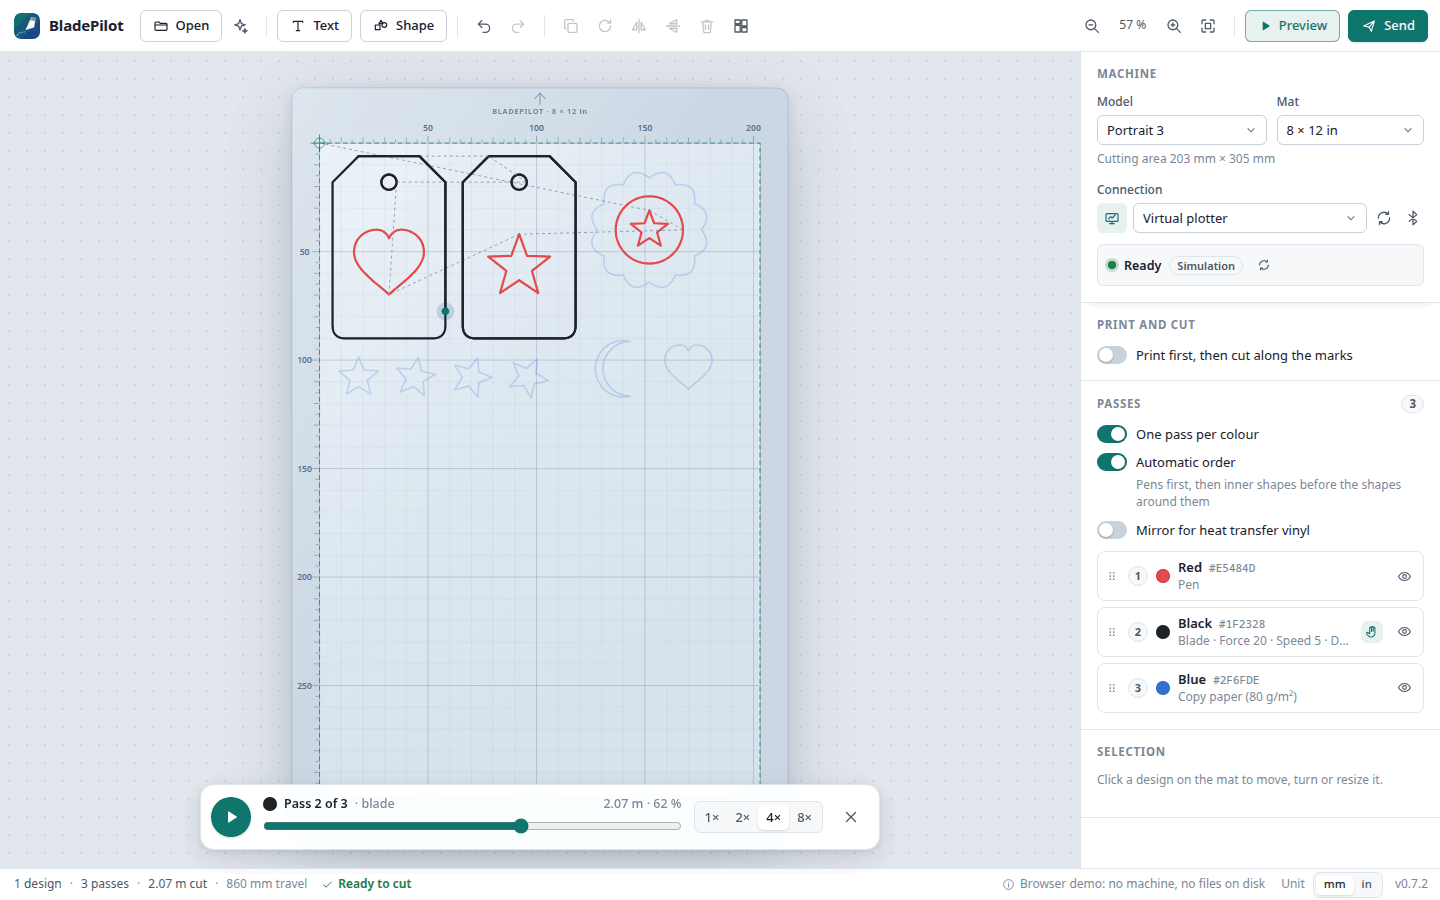 BladePilot
Open
Text
Shape
57 %
Preview
Send
BLADEPILOT · 8 × 12 in
50
100
150
200
50
100
150
200
250
MACHINE
Model
Mat
Portrait 3
8 × 12 in
Cutting area 203 mm × 305 mm
Connection
Virtual plotter
Ready
Simulation
PRINT AND CUT
Print first, then cut along the marks
PASSES
3
One pass per colour
Automatic order
Pens first, then inner shapes before the shapes
around them
Mirror for heat transfer vinyl
1
Red #E5484D
Pen
2
Black #1F2328
Blade · Force 20 · Speed 5 · D...
3
Blue #2F6FDE
Copy paper (80 g/m²)
SELECTION
Click a design on the mat to move, turn or resize it.
Pass 2 of 3 · blade
2.07 m · 62 %
1× 2× 4× 8×
1 design · 3 passes · 2.07 m cut · 860 mm travel Ready to cut
Browser demo: no machine, no files on disk
Unit
mm in
v0.7.2